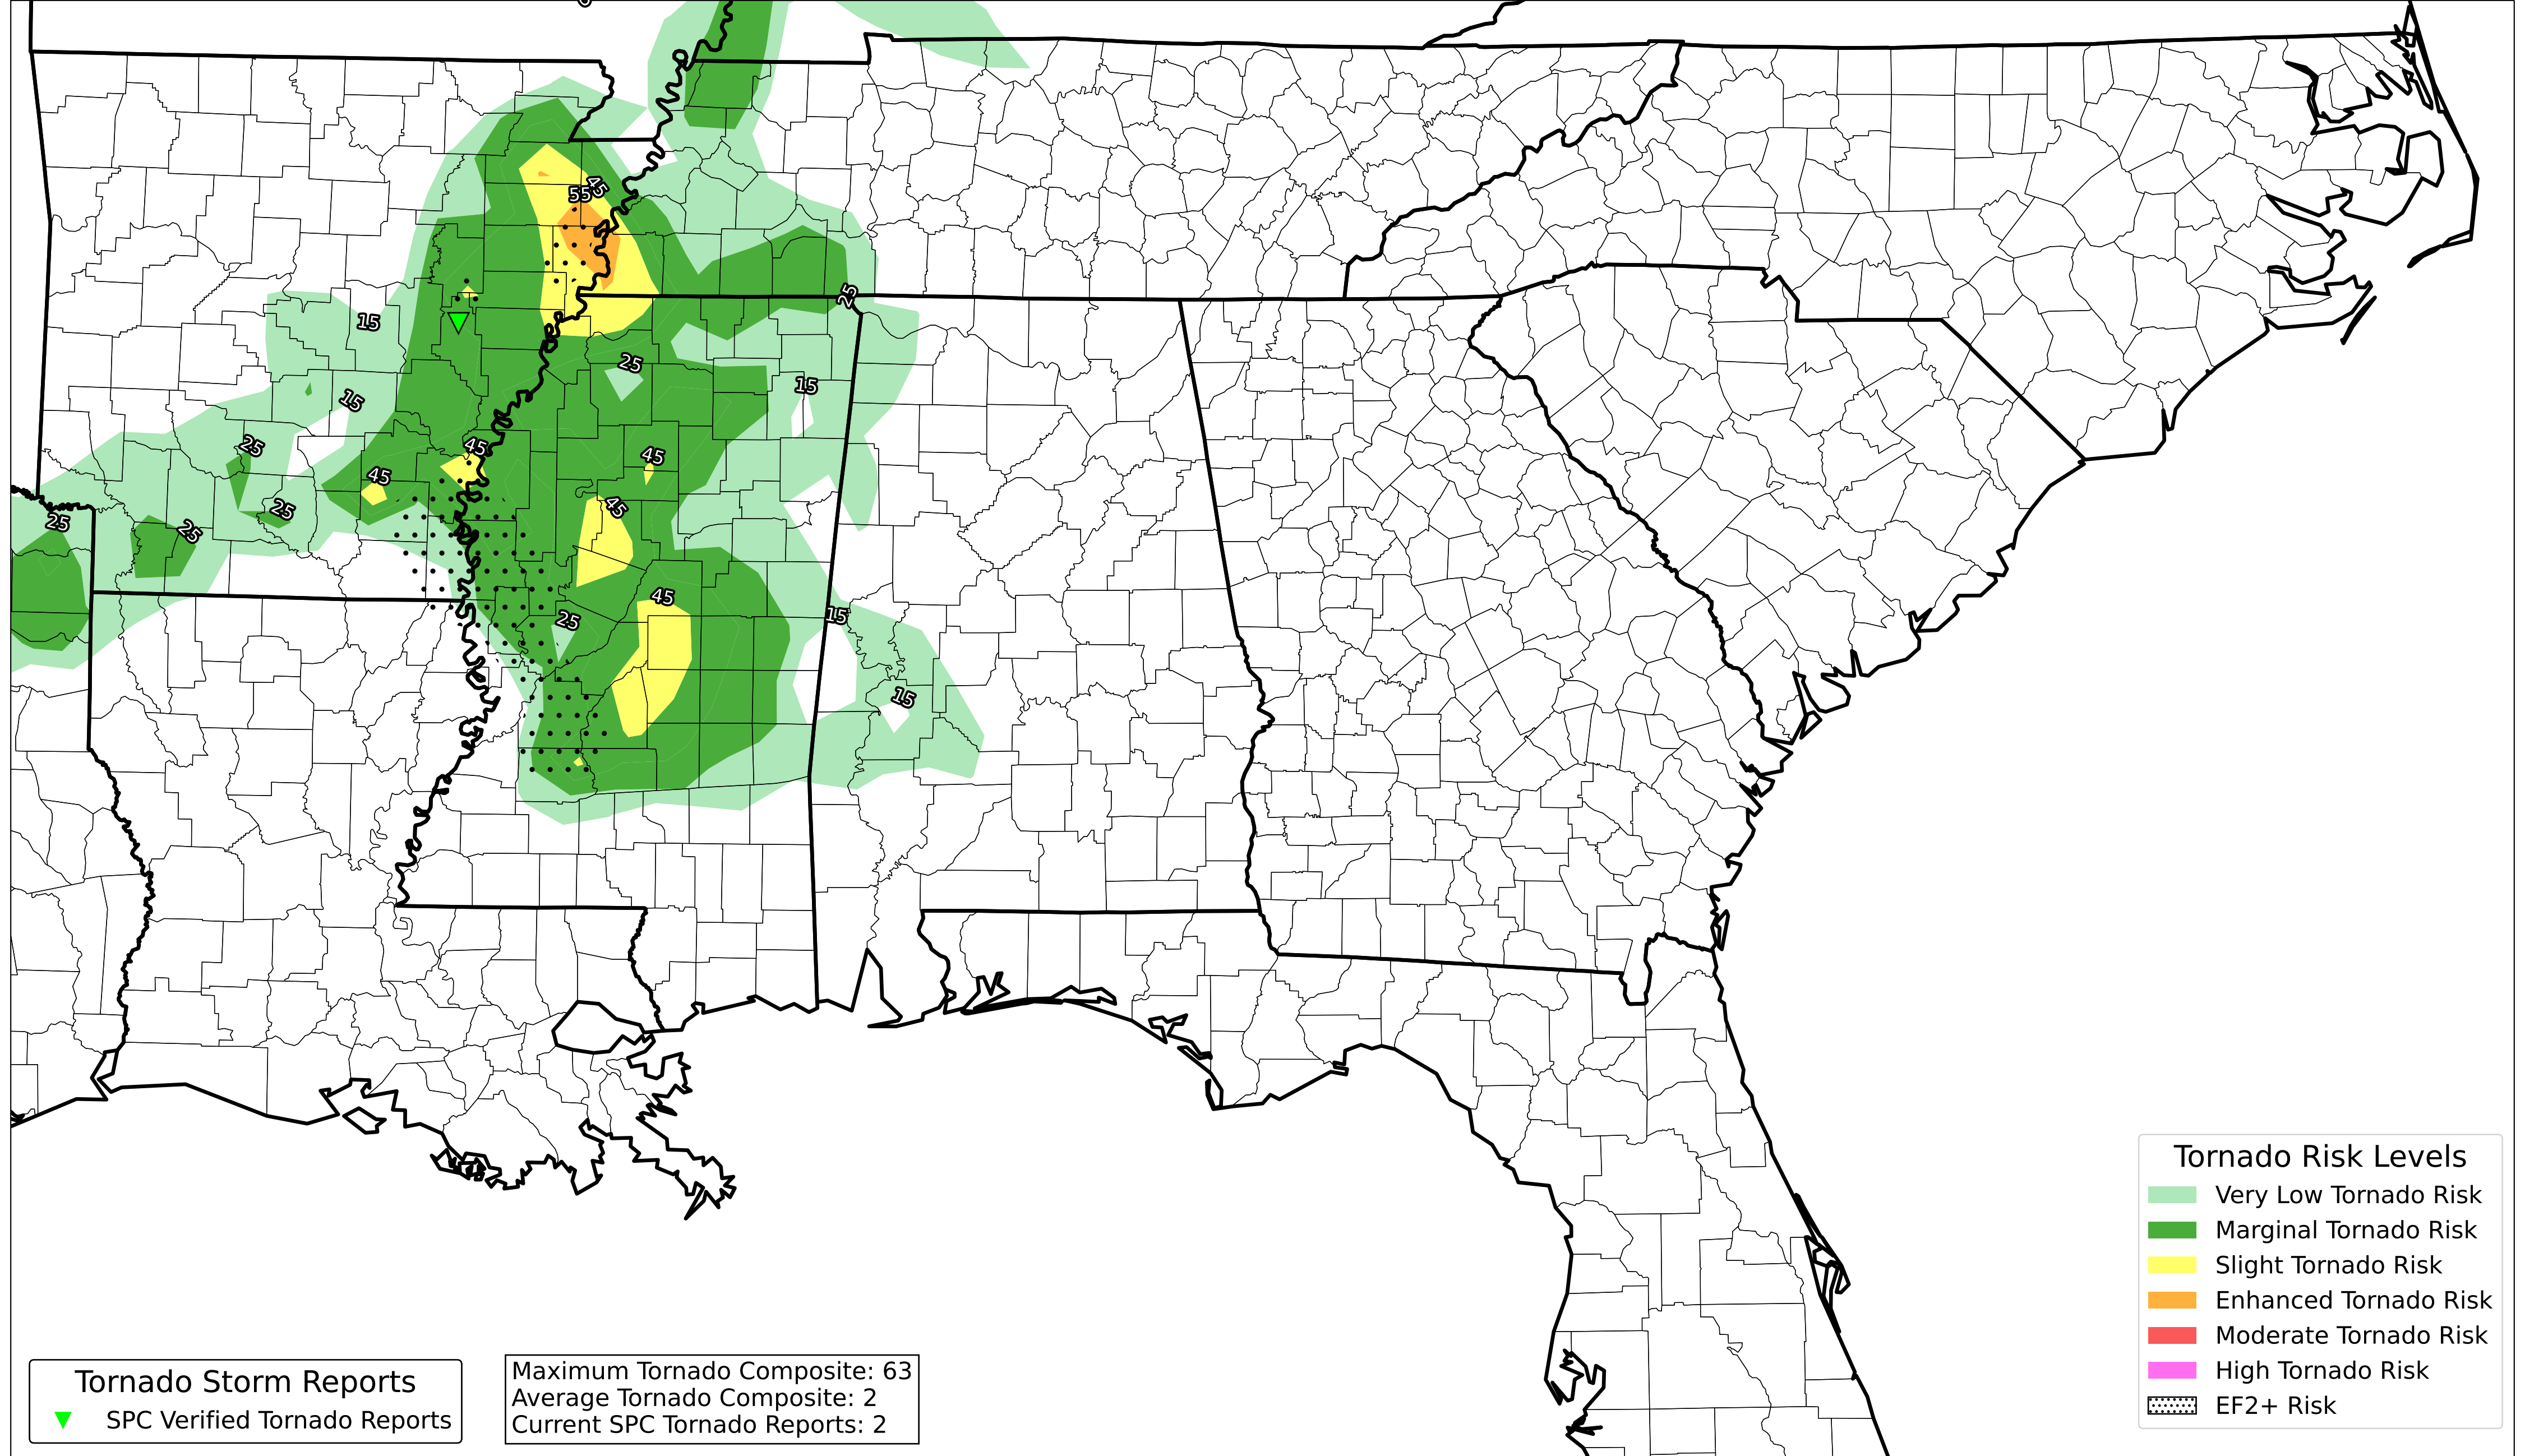 45
55
15
25
25
15
15
25
45
45
45
25
45
25
25
45
25
15
15
Tornado Risk Levels
Very Low Tornado Risk
Marginal Tornado Risk
Slight Tornado Risk
Enhanced Tornado Risk
Moderate Tornado Risk
High Tornado Risk
EF2+ Risk
Tornado Storm Reports
SPC Verified Tornado Reports
Maximum Tornado Composite: 63
Average Tornado Composite: 2
Current SPC Tornado Reports: 2